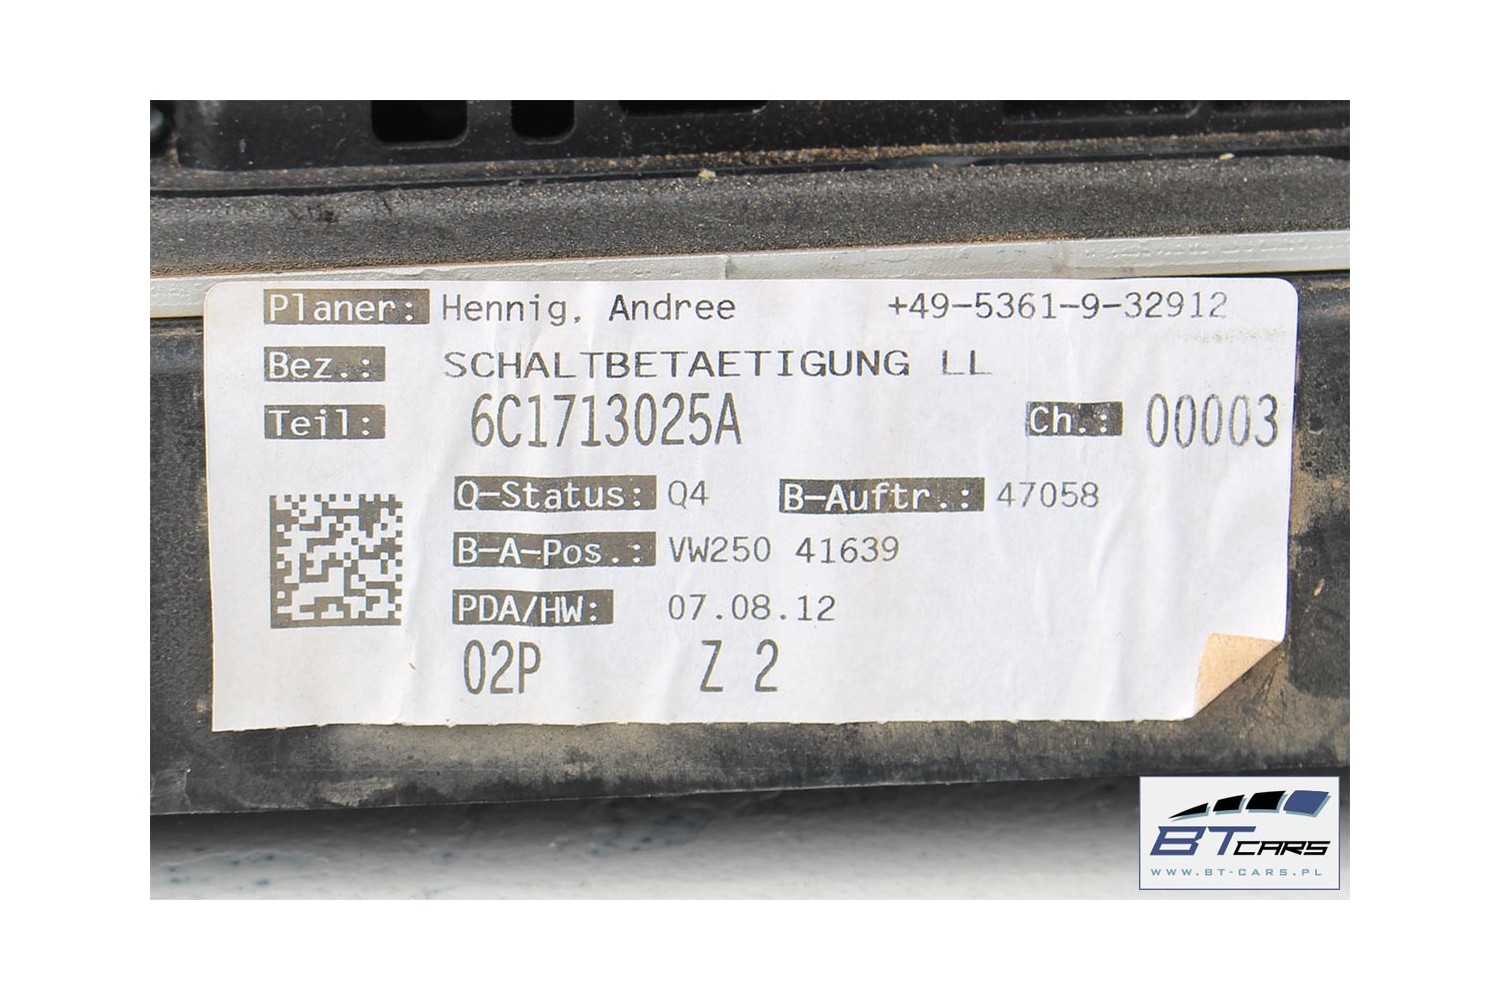 Planer: Hennig, Andree +49-5361-9-32912
Bez.: SCHALTBETAETIGUNG LL
Teil: 6C1713025A Ch.: 00003
Q-Status: Q4 B-Auftr.: 47058
B-A-Pos.: VW250 41639
PDA/HW: 07.08.12
02P Z 2
BT CARS
WWW.BT-CARS.PL